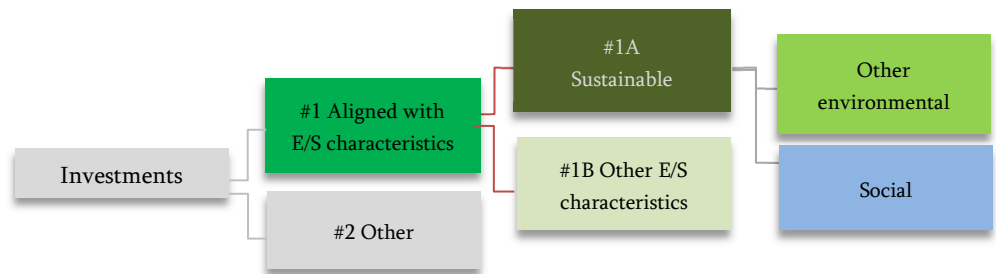 Investments
#1 Aligned with
E/S characteristics
#2 Other
#1A
Sustainable
#1B Other E/S
characteristics
Other
environmental
Social